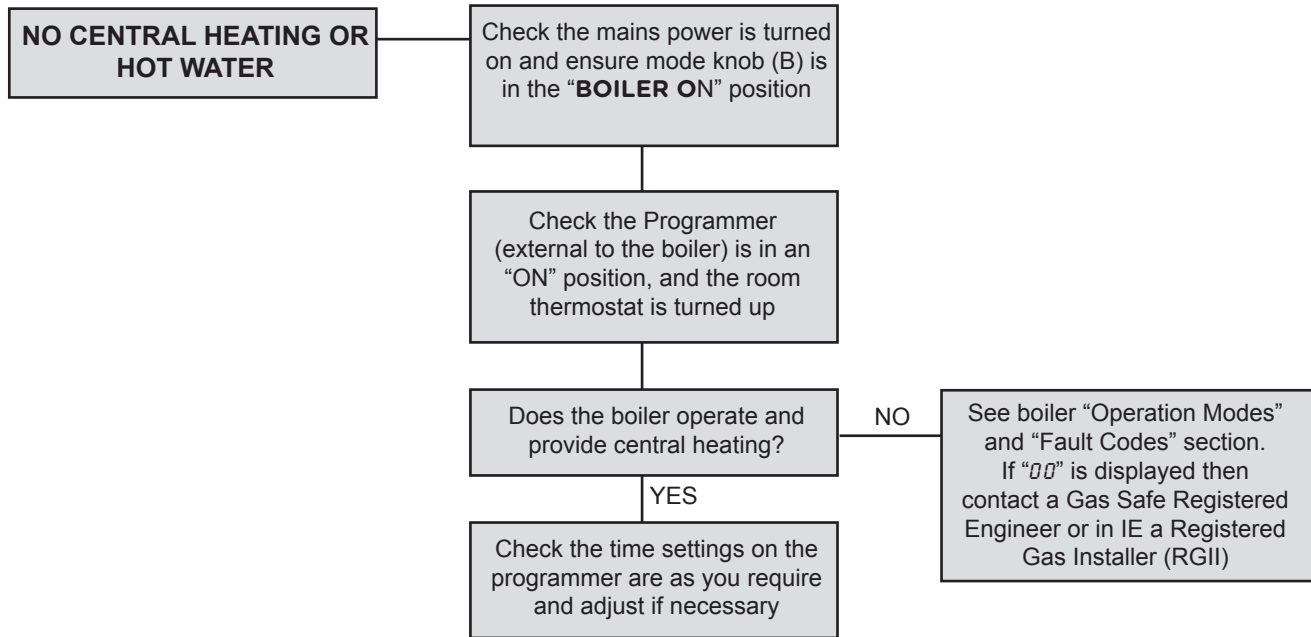 NO CENTRAL HEATING OR
HOT WATER
Check the mains power is turned
on and ensure mode knob (B) is
in the “BOILER ON” position
Check the Programmer
(external to the boiler) is in an
“ON” position, and the room
thermostat is turned up
Does the boiler operate and
provide central heating?
NO
See boiler “Operation Modes”
and “Fault Codes” section.
If “00” is displayed then
contact a Gas Safe Registered
Engineer or in IE a Registered
Gas Installer (RGII)
YES
Check the time settings on the
programmer are as you require
and adjust if necessary